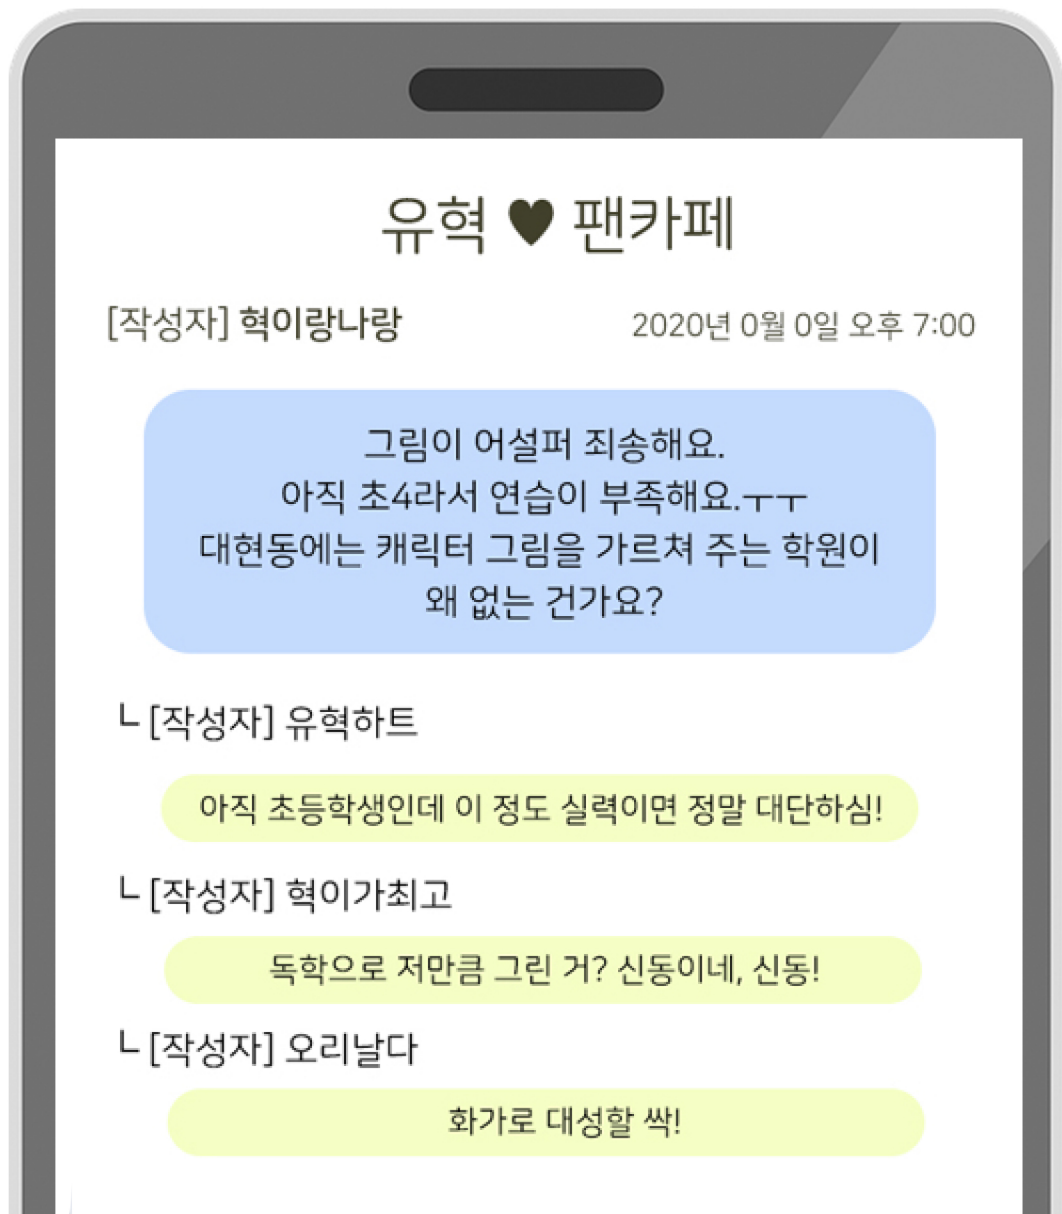 유혁 ♥ 팬카페
[작성자] 혁이랑나랑 2020년 0월 0일 오후 7:00
그림이 어설퍼 죄송해요.
아직 초4라서 연습이 부족해요.ㅜㅜ
대현동에는 캐릭터 그림을 가르쳐 주는 학원이
왜 없는 건가요?
ㄴ [작성자] 유혁하트
아직 초등학생인데 이 정도 실력이면 정말 대단하심!
ㄴ [작성자] 혁이가최고
독학으로 저만큼 그린 거? 신동이네, 신동!
ㄴ [작성자] 오리날다
화가로 대성할 싹!